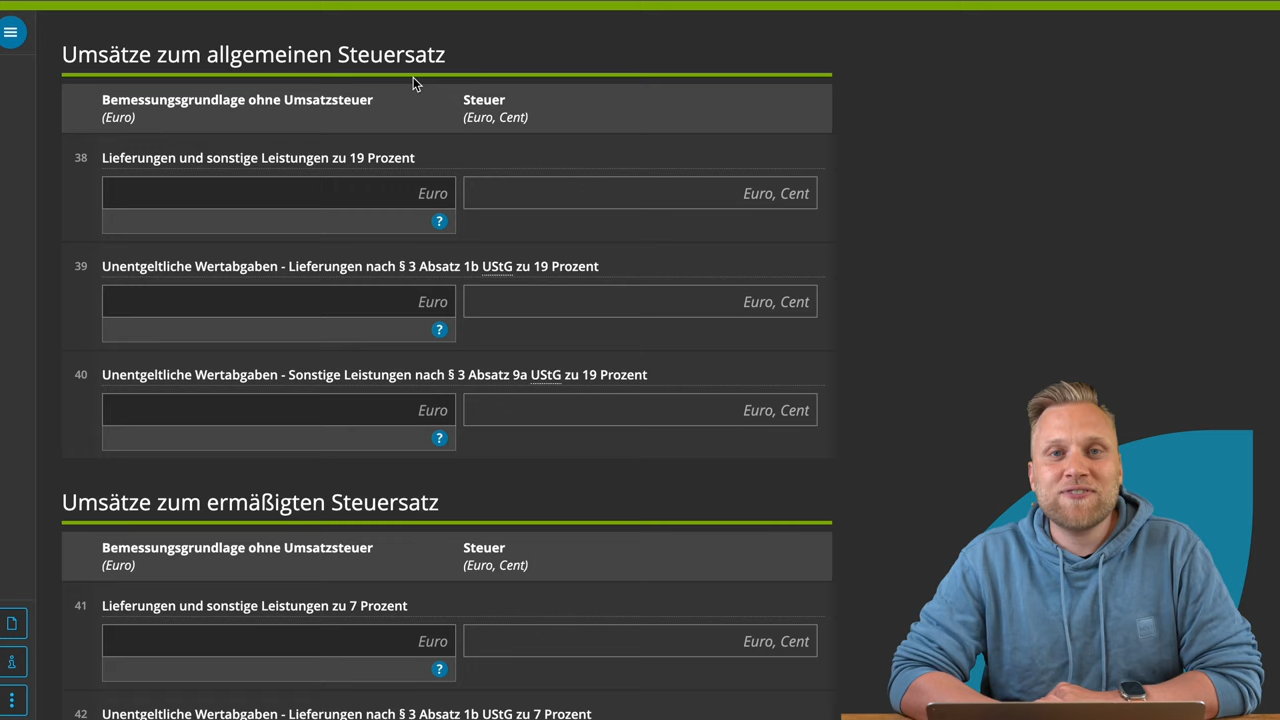 Umsätze zum allgemeinen Steuersatz
Bemessungsgrundlage ohne Umsatzsteuer Steuer
(Euro) (Euro, Cent)
38 Lieferungen und sonstige Leistungen zu 19 Prozent
Euro Euro, Cent
?
39 Unentgeltliche Wertabgaben - Lieferungen nach § 3 Absatz 1b UStG zu 19 Prozent
Euro Euro, Cent
?
40 Unentgeltliche Wertabgaben - Sonstige Leistungen nach § 3 Absatz 9a UStG zu 19 Prozent
Euro Euro, Cent
?
Umsätze zum ermäßigten Steuersatz
Bemessungsgrundlage ohne Umsatzsteuer Steuer
(Euro) (Euro, Cent)
41 Lieferungen und sonstige Leistungen zu 7 Prozent
Euro Euro, Cent
?
42 Unentgeltliche Wertabgaben - Lieferungen nach § 3 Absatz 1b UStG zu 7 Prozent